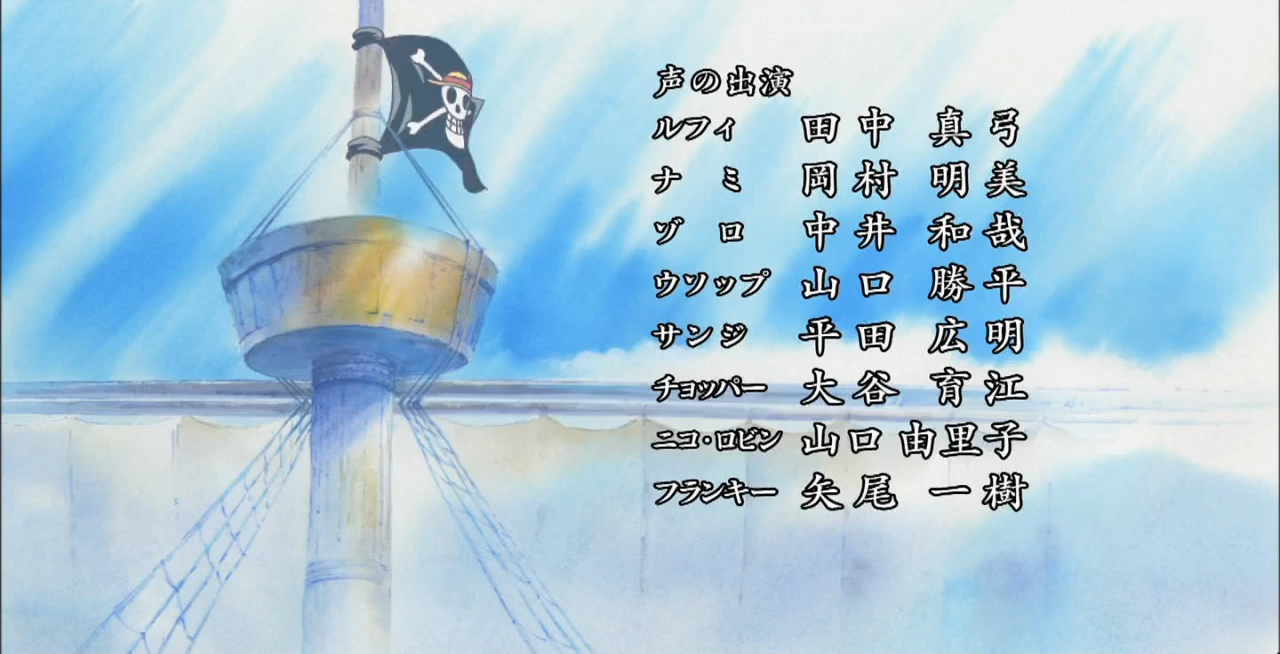 声の出演
ルフィ 田中 真弓
ナミ 岡村 明美
ゾロ 中井 和哉
ウソップ 山口 勝平
サンジ 平田 広明
チョッパー 大谷 育江
ニコ・ロビン 山口 由里子
フランキー 矢尾 一樹